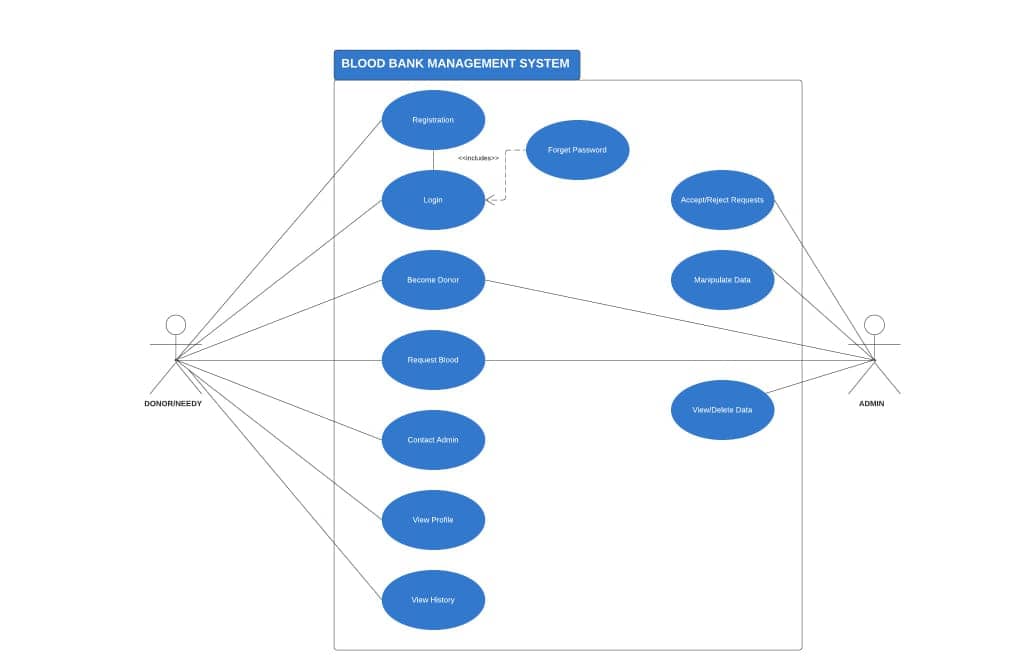 BLOOD BANK MANAGEMENT SYSTEM
Registration
<<includes>>
Forget Password
Login
Accept/Reject Requests
Become Donor
Manipulate Data
Request Blood
DONOR/NEEDY
ADMIN
View/Delete Data
Contact Admin
View Profile
View History